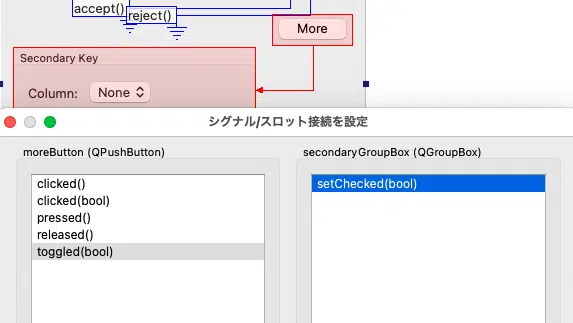 accept()
reject()
More
Secondary Key
Column: None
シグナル/スロット接続を設定
moreButton (QPushButton)
secondaryGroupBox (QGroupBox)
clicked()
setChecked(bool)
clicked(bool)
pressed()
released()
toggled(bool)